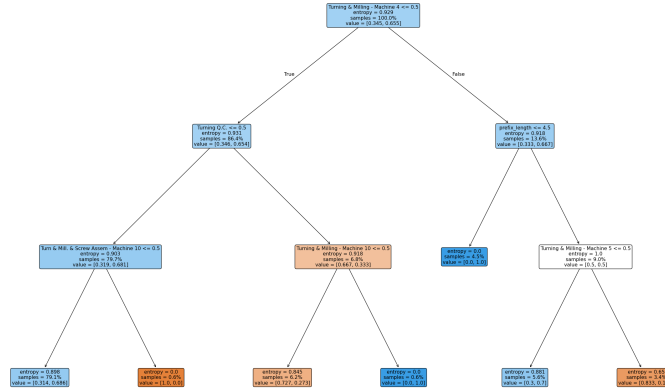 Turning & Milling - Machine 4 <= 0.5
entropy = 0.929
samples = 100.0%
value = [0.345, 0.655]
True
False
Turning Q.C. <= 0.5
entropy = 0.931
samples = 86.4%
value = [0.346, 0.654]
prefix_length <= 4.5
entropy = 0.918
samples = 13.6%
value = [0.333, 0.667]
Turn & Mill. & Screw Assem - Machine 10 <= 0.5
entropy = 0.903
samples = 79.7%
value = [0.319, 0.681]
Turning & Milling - Machine 10 <= 0.5
entropy = 0.918
samples = 6.8%
value = [0.667, 0.333]
entropy = 0.0
samples = 4.5%
value = [0.0, 1.0]
Turning & Milling - Machine 5 <= 0.5
entropy = 1.0
samples = 9.0%
value = [0.5, 0.5]
entropy = 0.898
samples = 79.1%
value = [0.314, 0.686]
entropy = 0.0
samples = 0.6%
value = [1.0, 0.0]
entropy = 0.845
samples = 6.2%
value = [0.727, 0.273]
entropy = 0.0
samples = 0.6%
value = [0.0, 1.0]
entropy = 0.881
samples = 5.6%
value = [0.3, 0.7]
entropy = 0.65
samples = 3.4%
value = [0.833,